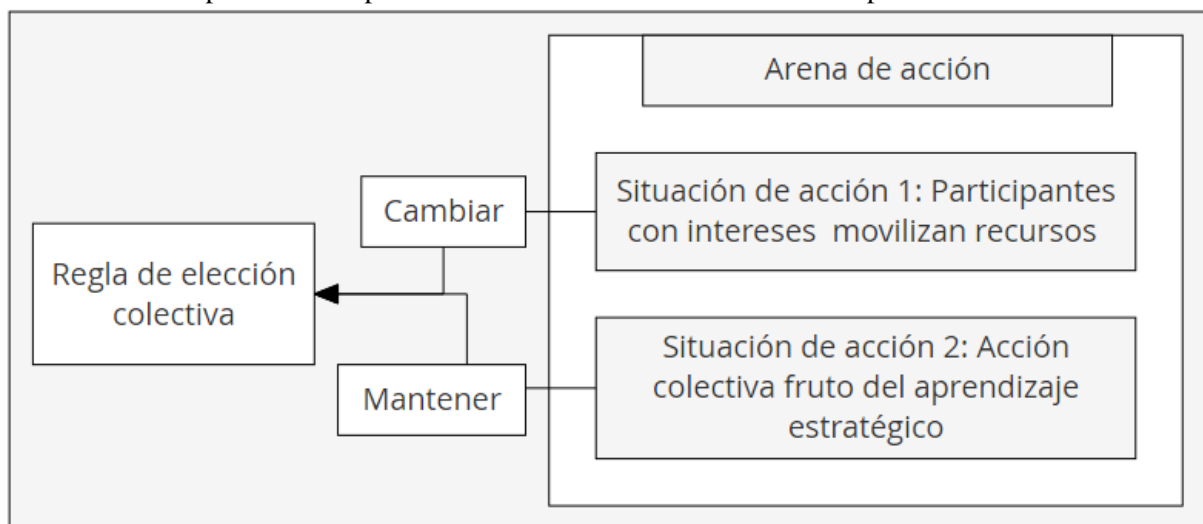 Arena de acción
Cambiar
Situación de acción 1: Participantes
con intereses movilizan recursos
Regla de elección
colectiva
Mantener
Situación de acción 2: Acción
colectiva fruto del aprendizaje
estratégico